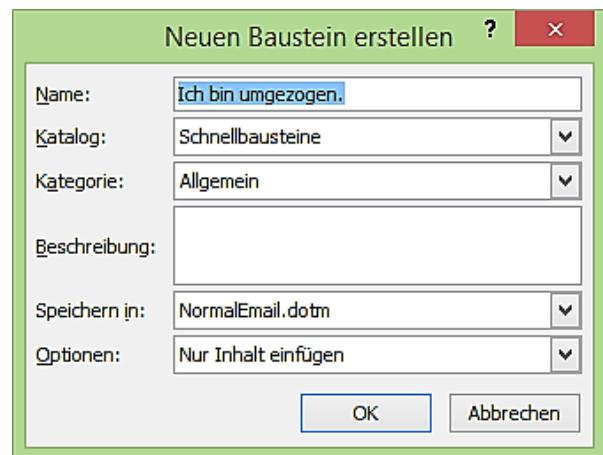 Neuen Baustein erstellen ? ×
Name: Ich bin umgezogen.
Katalog: Schnellbausteine
Kategorie: Allgemein
Beschreibung:
Speichern in: NormalEmail.dotm
Optionen: Nur Inhalt einfügen
OK Abbrechen